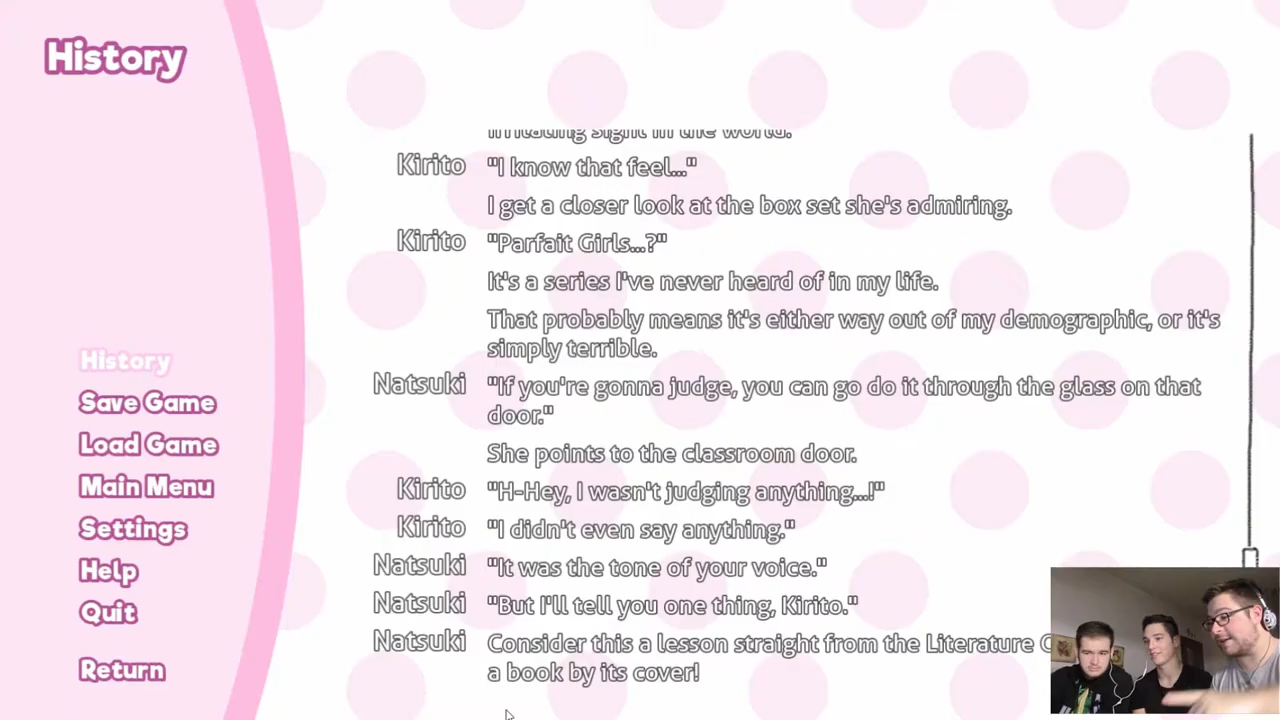 History
irritating sight in the world.
Kirito "I know that feel..."
I get a closer look at the box set she's admiring.
Kirito "Parfait Girls...?"
It's a series I've never heard of in my life.
That probably means it's either way out of my demographic, or it's
simply terrible.
Natsuki "If you're gonna judge, you can go do it through the glass on that
door."
She points to the classroom door.
Kirito "H-Hey, I wasn't judging anything...!"
Kirito "I didn't even say anything."
Natsuki "It was the tone of your voice."
Natsuki "But I'll tell you one thing, Kirito."
Natsuki Consider this a lesson straight from the Literature
a book by its cover!
History
Save Game
Load Game
Main Menu
Settings
Help
Quit
Return